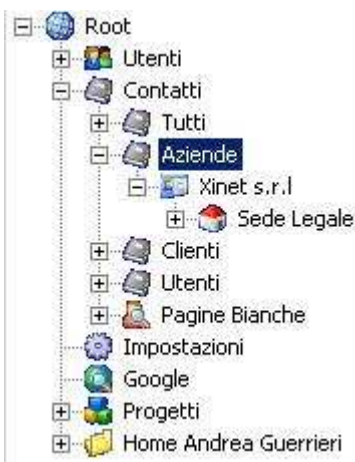 Root
Utenti
Contatti
Tutti
Aziende
Xinet s.r.l
Sede Legale
Clienti
Utenti
Pagine Bianche
Impostazioni
Google
Progetti
Home Andrea Guerrieri